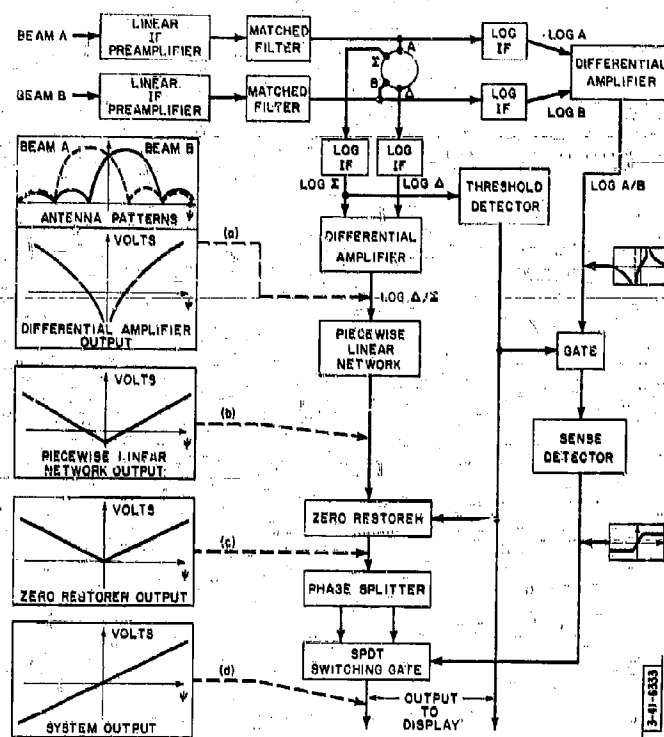 BEAM A
LINEAR
IF
PREAMPLIFIER
MATCHED
FILTER
Σ
A
B
Δ
LOG
IF
LOG A
DIFFERENTIAL
AMPLIFIER
BEAM B
LINEAR
IF
PREAMPLIFIER
MATCHED
FILTER
LOG
IF
LOG B
BEAM A
BEAM B
ψ
ANTENNA PATTERNS
LOG
IF
LOG
IF
LOG Σ
LOG Δ
THRESHOLD
DETECTOR
LOG A/B
VOLTS
(a)
ψ
DIFFERENTIAL AMPLIFIER
OUTPUT
DIFFERENTIAL
AMPLIFIER
-LOG Δ/Σ
PIECEWISE
LINEAR
NETWORK
GATE
VOLTS
(b)
ψ
PIECEWISE LINEAR
NETWORK OUTPUT
SENSE
DETECTOR
VOLTS
(c)
ψ
ZERO RESTORER OUTPUT
ZERO RESTORER
PHASE SPLITTER
VOLTS
(d)
ψ
SYSTEM OUTPUT
SPDT
SWITCHING GATE
OUTPUT
TO
DISPLAY
3-41-6333